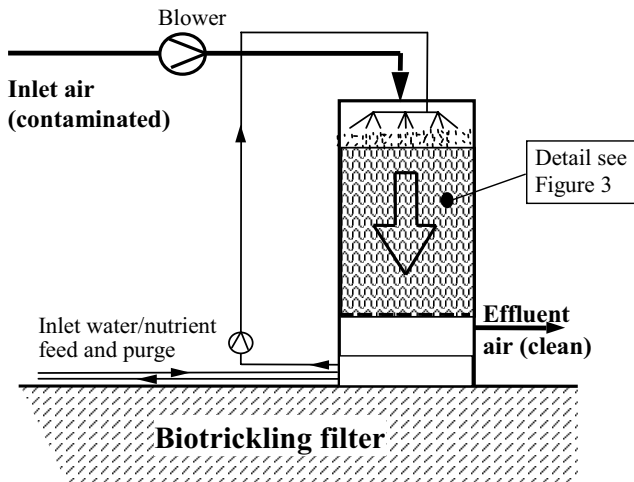 Blower
Inlet air
(contaminated)
Detail see
Figure 3
Effluent
air (clean)
Inlet water/nutrient
feed and purge
Biotrickling filter